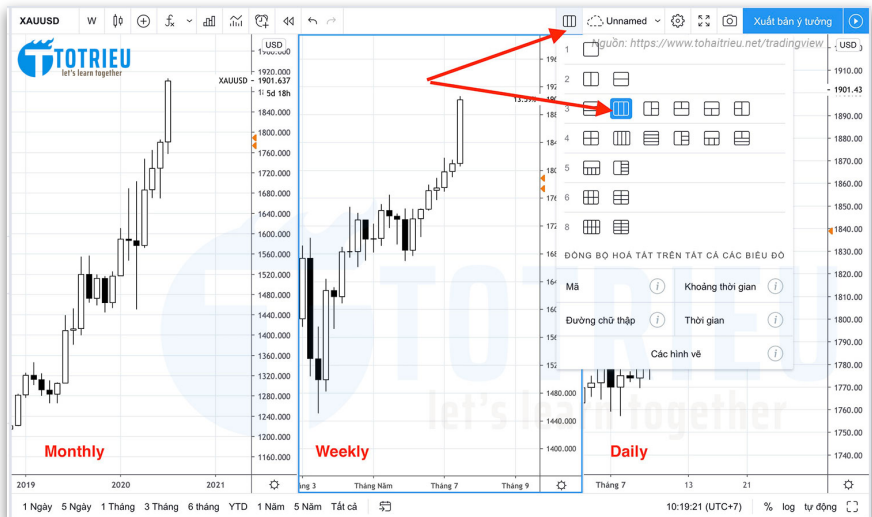 XAUUSD W Unnamed Xuất bản ý tưởng
Nguồn: https://www.tohaitrieu.net/tradingview
TOTRIEU
let's learn together
USD
1920.000
XAUUSD 1901.637
5d 18h
1860.000
1840.000
1800.000
1760.000
1720.000
1680.000
1640.000
1600.000
1560.000
1520.000
1480.000
1440.000
1400.000
1360.000
1320.000
1280.000
1240.000
1200.000
1160.000
Monthly
2019 2020 2021
13.59%
1480.000
1440.000
1400.000
Weekly
Tháng Năm Tháng 7 Tháng 9
1
2
3
4
5
6
8
ĐỒNG BỘ HOÁ TẤT TRÊN TẤT CẢ CÁC BIỂU ĐỒ
Mã Khoảng thời gian
Đường chữ thập Thời gian
Các hình vẽ
USD
1910.00
1901.43
1890.00
1880.00
1870.00
1860.00
1850.00
1840.00
1830.00
1820.00
1810.00
1800.00
1790.00
1780.00
1770.00
1760.00
1750.00
1740.00
Daily
Tháng 7 13 21
TOTRIEU
let's learn together
1 Ngày 5 Ngày 1 Tháng 3 Tháng 6 tháng YTD 1 Năm 5 Năm Tất cả 10:19:21 (UTC+7) % log tự động